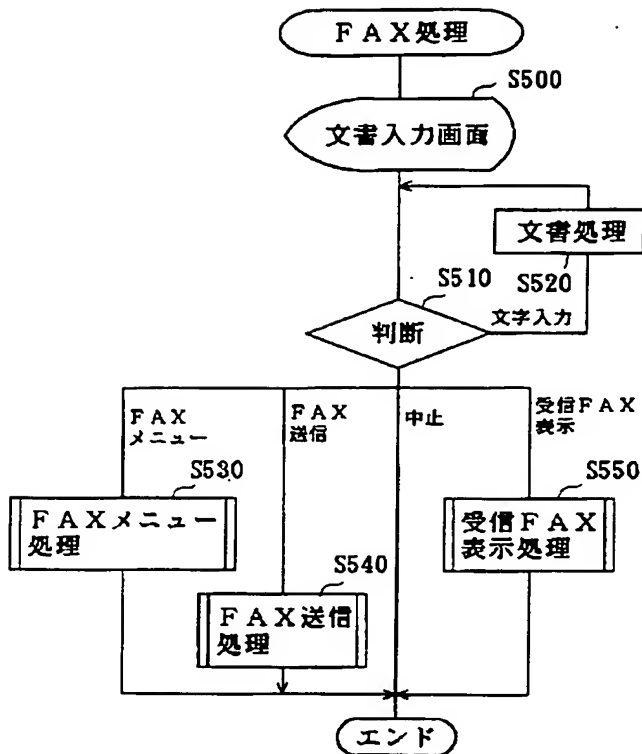 FAX処理
S500
文書入力画面
文書処理
S520
S510
判断
文字入力
FAX
メニュー
FAX
送信
中止
受信FAX
表示
S530
FAXメニュー
処理
S540
FAX送信
処理
S550
受信FAX
表示処理
エンド